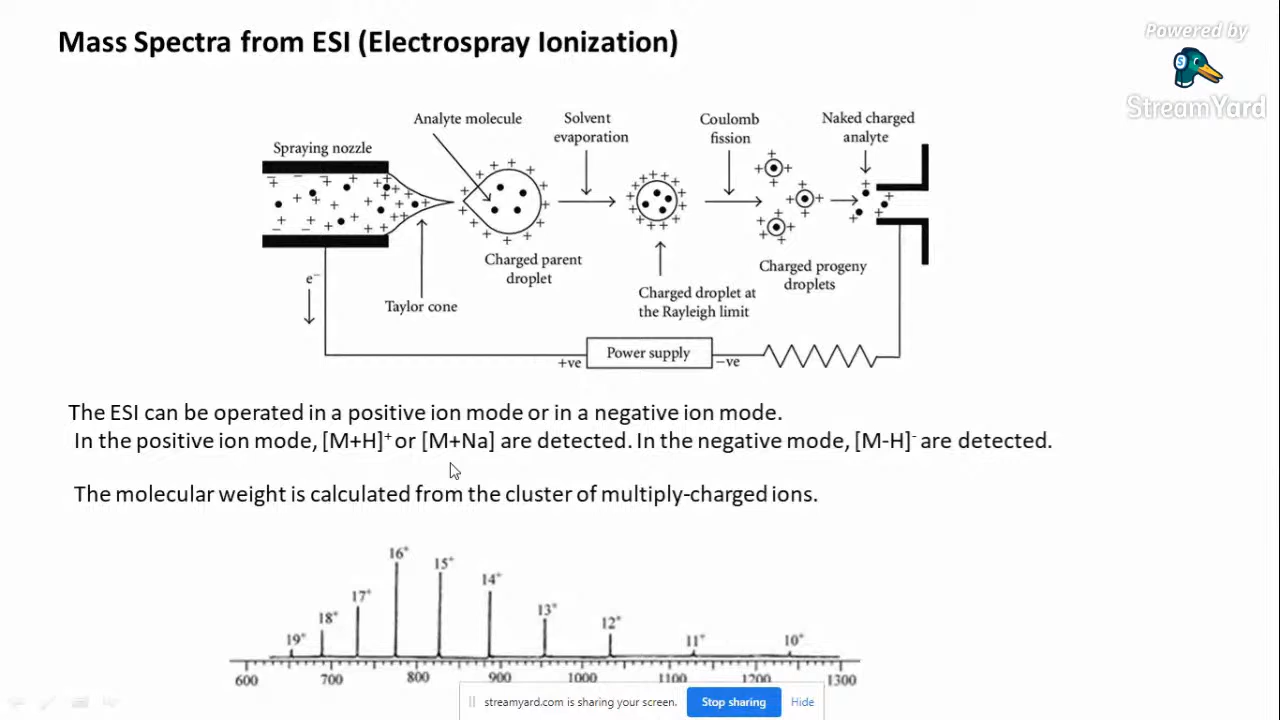 Mass Spectra from ESI (Electrospray Ionization)
Powered by
S
StreamYard
Analyte molecule
Solvent
evaporation
Coulomb
fission
Naked charged
analyte
Spraying nozzle
Charged parent
droplet
Charged progeny
droplets
e⁻
Taylor cone
Charged droplet at
the Rayleigh limit
+ve
Power supply
−ve
The ESI can be operated in a positive ion mode or in a negative ion mode.
In the positive ion mode, [M+H]⁺ or [M+Na] are detected. In the negative mode, [M-H]⁻ are detected.
The molecular weight is calculated from the cluster of multiply-charged ions.
19⁺ 18⁺ 17⁺ 16⁺ 15⁺ 14⁺ 13⁺ 12⁺ 11⁺ 10⁺
600 700 800 900 1000 1100 1200 1300
streamyard.com is sharing your screen.
Stop sharing
Hide